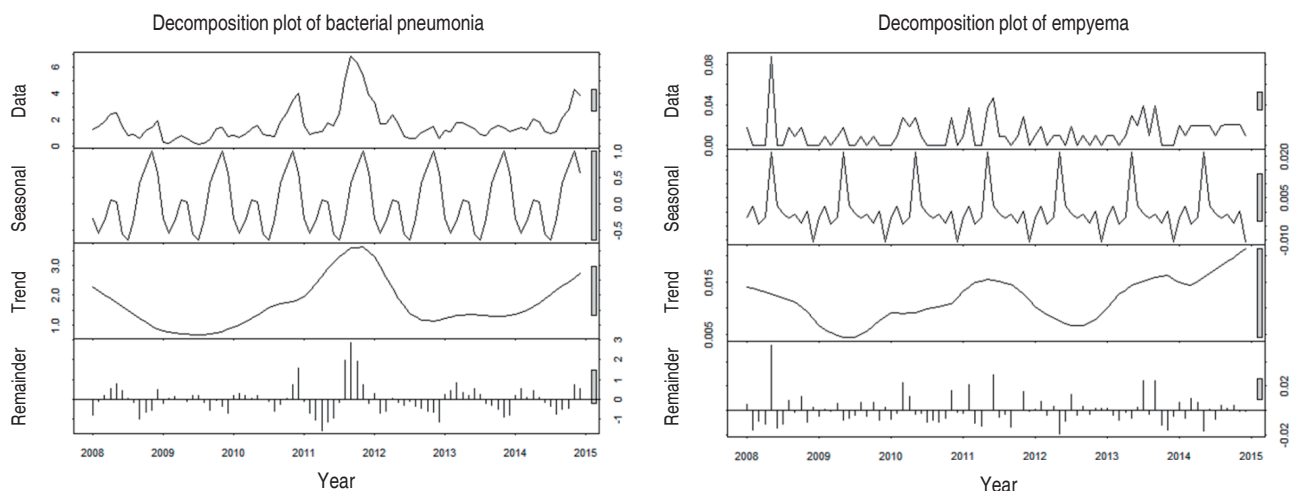 Decomposition plot of bacterial pneumonia
Data
0 2 4 6
Seasonal
-0.5 0.0 0.5 1.0
Trend
1.0 2.0 3.0
Remainder
-1 0 1 2 3
2008 2009 2010 2011 2012 2013 2014 2015
Year
Decomposition plot of empyema
Data
0.00 0.04 0.08
Seasonal
-0.010 0.005 0.020
Trend
0.005 0.015
Remainder
-0.02 0.02
2008 2009 2010 2011 2012 2013 2014 2015
Year